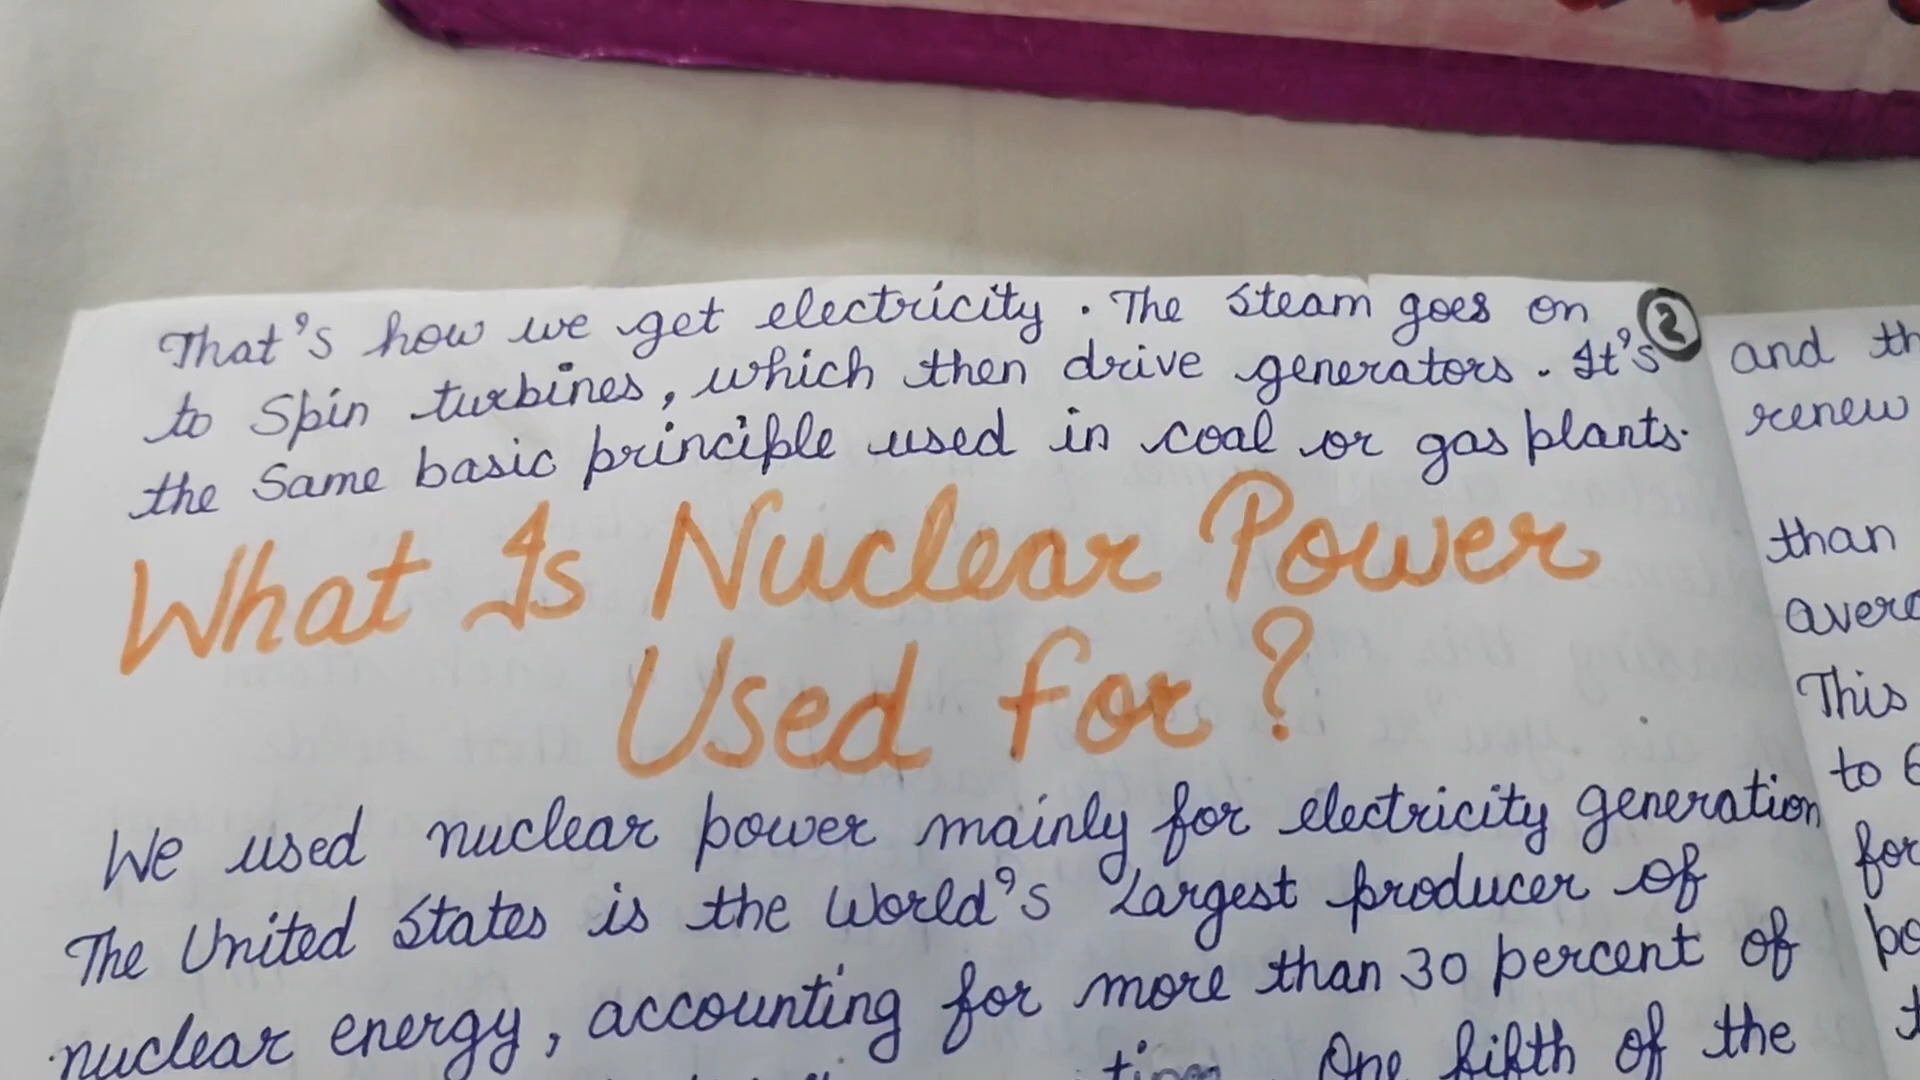 That's how we get electricity. The Steam goes on
②
to Spin turbines, which then drive generators. It's
the Same basic principle used in coal or gas plants.
What Is Nuclear Power
Used for?
We used nuclear power mainly for electricity generation
The United States is the World's Largest producer of
nuclear energy, accounting for more than 30 percent of
One fifth of the
and th
renew
than
This
to 6
for